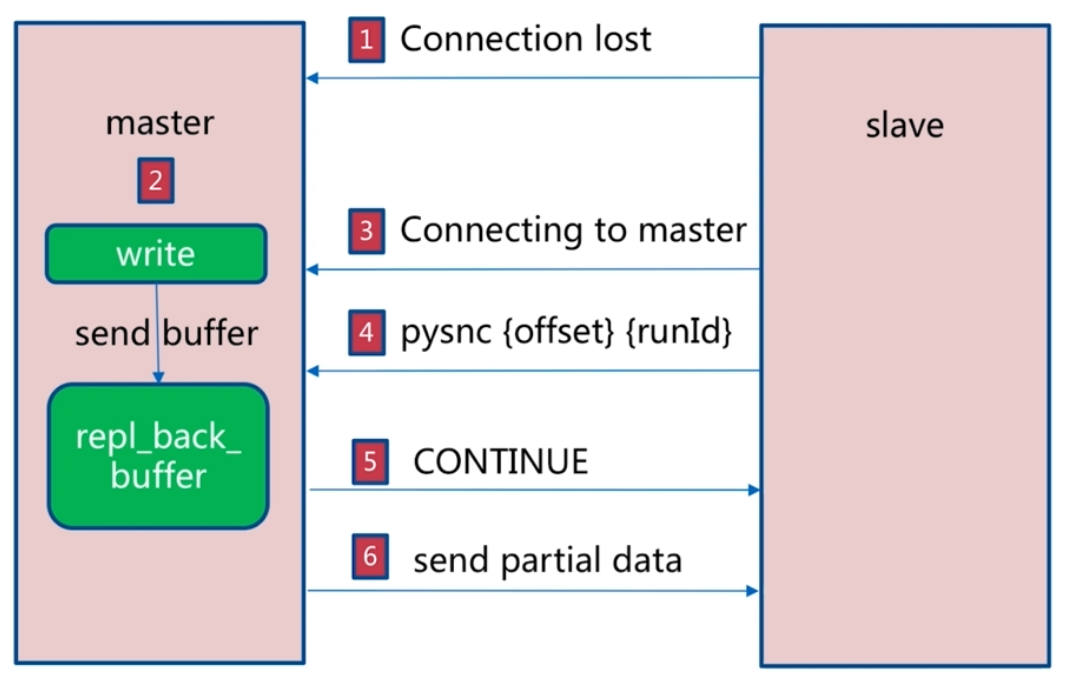 1 Connection lost
master
slave
2
3 Connecting to master
write
send buffer
4 pysnc {offset} {runId}
repl_back_
buffer
5 CONTINUE
6 send partial data